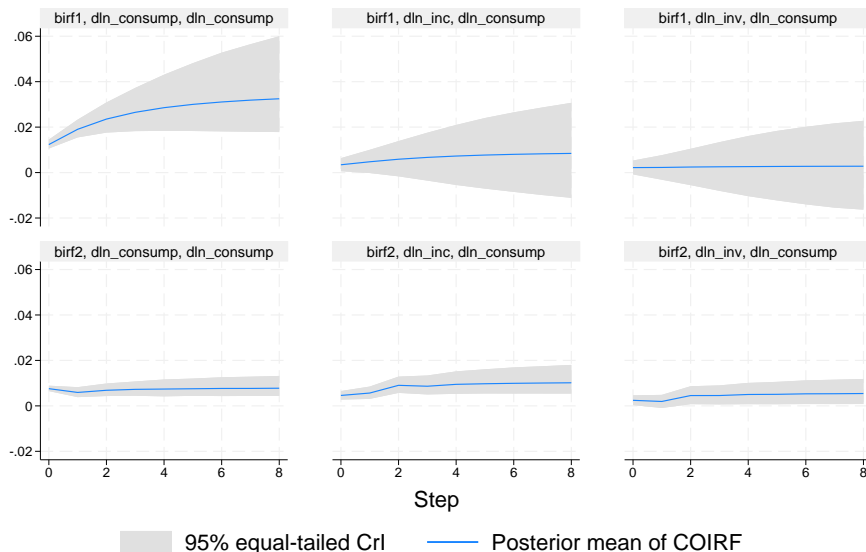 birf1, dln_consump, dln_consump
birf1, dln_inc, dln_consump
birf1, dln_inv, dln_consump
.06
.04
.02
0
-.02
birf2, dln_consump, dln_consump
birf2, dln_inc, dln_consump
birf2, dln_inv, dln_consump
.06
.04
.02
0
-.02
0 2 4 6 8
0 2 4 6 8
0 2 4 6 8
Step
95% equal-tailed CrI
Posterior mean of COIRF